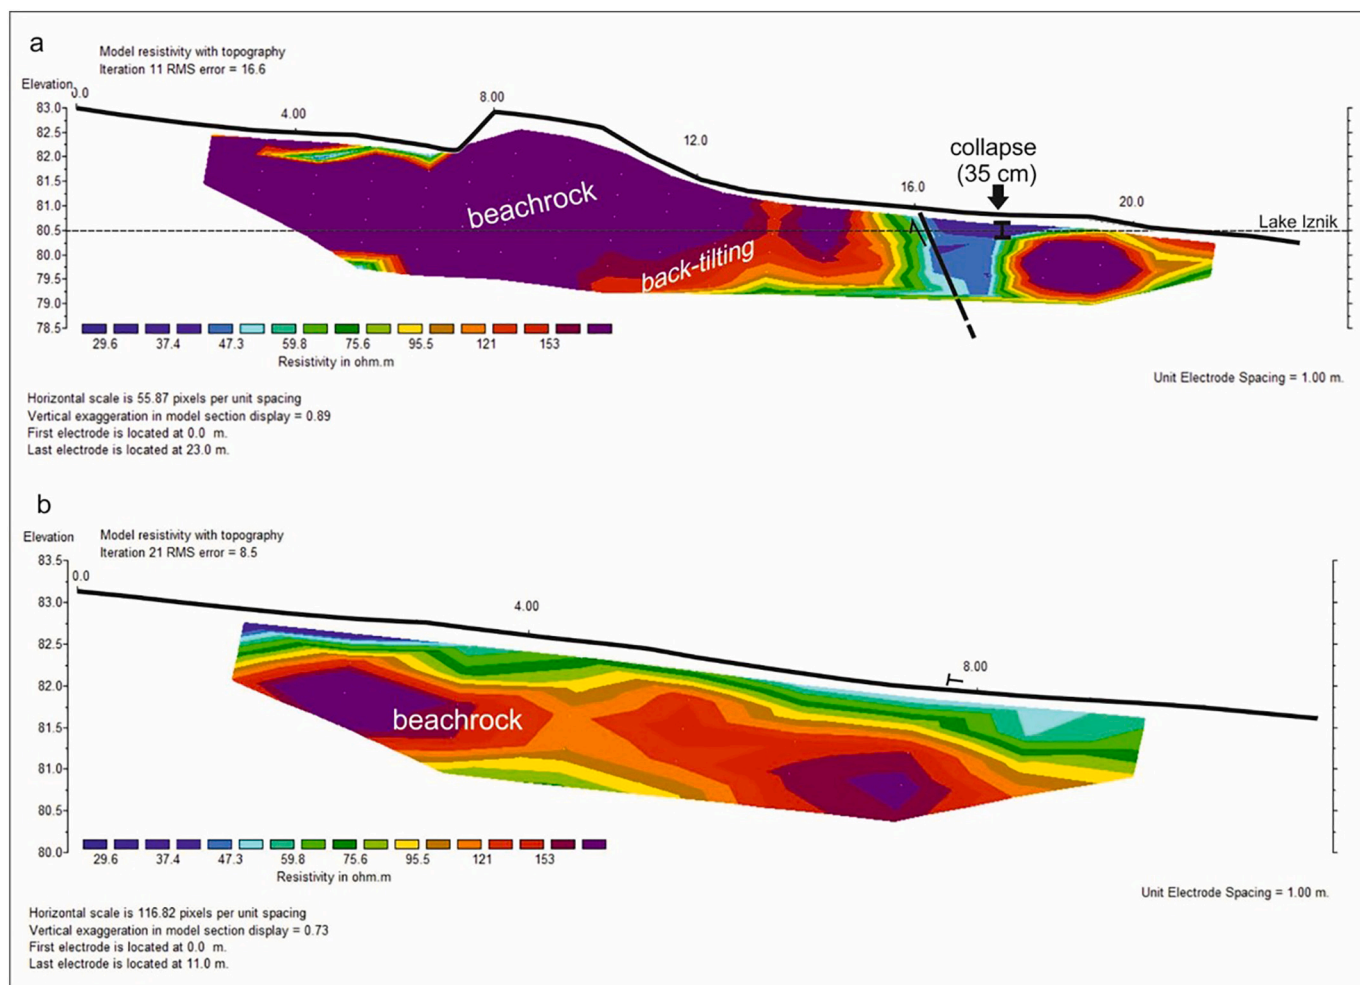 a
Model resistivity with topography
Iteration 11 RMS error = 16.6
Elevation
0.0
4.00
8.00
12.0
16.0
20.0
83.0
82.5
82.0
81.5
81.0
80.5
80.0
79.5
79.0
78.5
collapse
(35 cm)
beachrock
back-tilting
Lake Iznik
29.6 37.4 47.3 59.8 75.6 95.5 121 153
Resistivity in ohm.m
Unit Electrode Spacing = 1.00 m.
Horizontal scale is 55.87 pixels per unit spacing
Vertical exaggeration in model section display = 0.89
First electrode is located at 0.0 m.
Last electrode is located at 23.0 m.
b
Model resistivity with topography
Iteration 21 RMS error = 8.5
Elevation
0.0
4.00
8.00
83.5
83.0
82.5
82.0
81.5
81.0
80.5
80.0
T
beachrock
29.6 37.4 47.3 59.8 75.6 95.5 121 153
Resistivity in ohm.m
Unit Electrode Spacing = 1.00 m.
Horizontal scale is 116.82 pixels per unit spacing
Vertical exaggeration in model section display = 0.73
First electrode is located at 0.0 m.
Last electrode is located at 11.0 m.